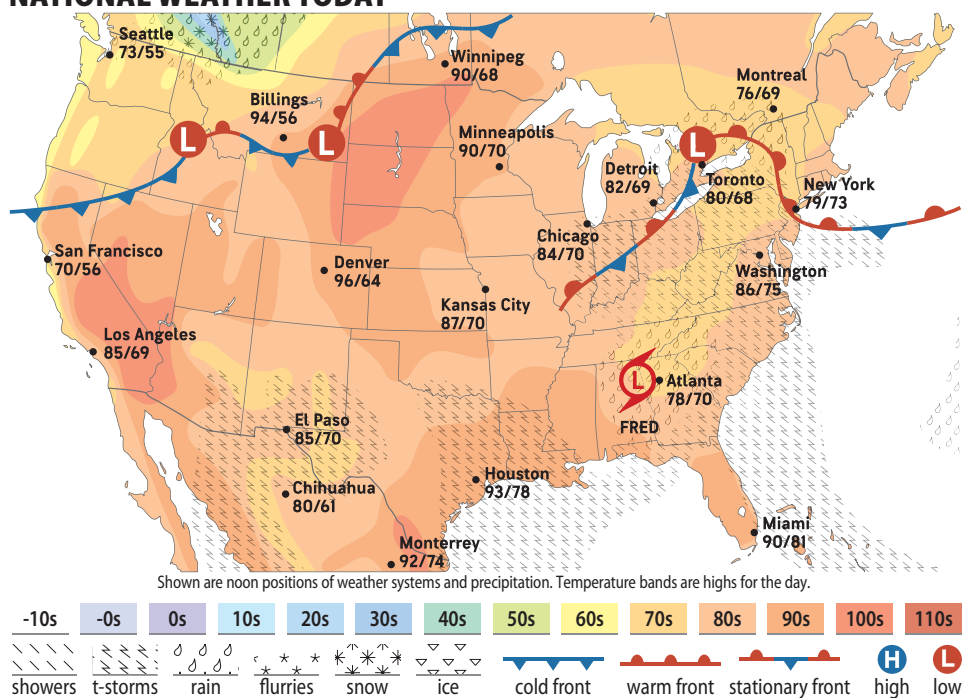 NATIONAL WEATHER TODAY
Seattle
73/55
Winnipeg
90/68
Montreal
76/69
Billings
94/56
L
L
Minneapolis
90/70
L
Detroit
82/69
Toronto
80/68
New York
79/73
San Francisco
70/56
Denver
96/64
Chicago
84/70
Washington
86/75
Kansas City
87/70
Los Angeles
85/69
L
Atlanta
78/70
FRED
El Paso
85/70
Houston
93/78
Chihuahua
80/61
Miami
90/81
Monterrey
92/74
Shown are noon positions of weather systems and precipitation. Temperature bands are highs for the day.
-10s -0s 0s 10s 20s 30s 40s 50s 60s 70s 80s 90s 100s 110s
H L
showers t-storms rain flurries snow ice cold front warm front stationary front high low